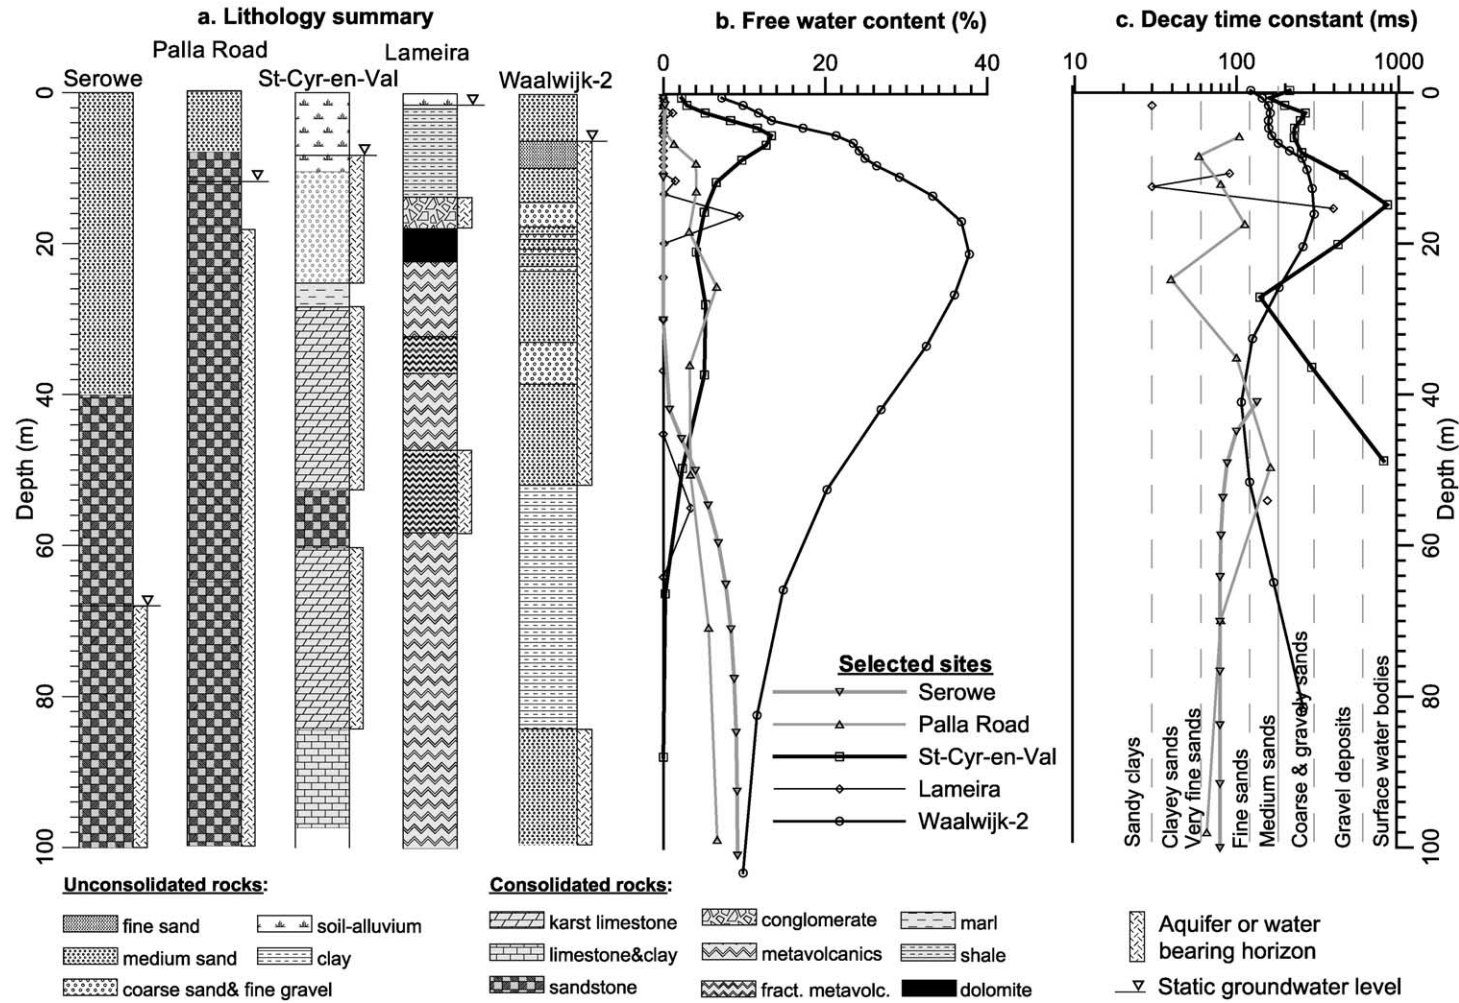 a. Lithology summary
b. Free water content (%)
c. Decay time constant (ms)
Serowe
Palla Road
St-Cyr-en-Val
Lameira
Waalwijk-2
0
20
40
10
100
1000
Depth (m)
0
20
40
60
80
100
Depth (m)
0
20
40
60
80
100
Selected sites
Serowe
Palla Road
St-Cyr-en-Val
Lameira
Waalwijk-2
Sandy clays
Clayey sands
Very fine sands
Fine sands
Medium sands
Coarse & gravely sands
Gravel deposits
Surface water bodies
Unconsolidated rocks:
fine sand
soil-alluvium
medium sand
clay
coarse sand& fine gravel
Consolidated rocks:
karst limestone
conglomerate
marl
limestone&clay
metavolcanics
shale
sandstone
fract. metavolc.
dolomite
Aquifer or water
bearing horizon
Static groundwater level